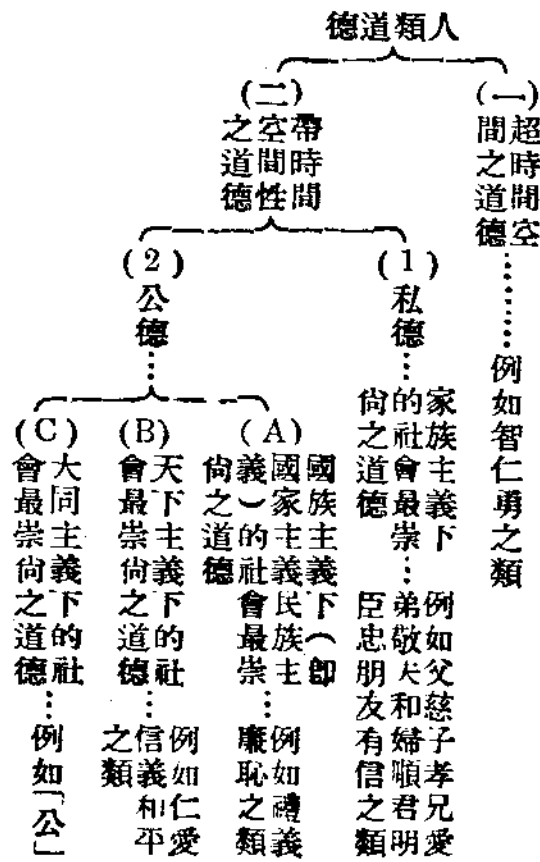 人類道德
(一)
超時間空
間之道德……
例如智仁勇之類
(二)
帶時間
空間性
之道德
(1)
私德…
家族主義下
的社會最崇…
尙之道德
例如父慈子孝兄愛
弟敬夫和婦順君明
臣忠朋友有信之類
(2)
公德…
(A)
國族主義下(卽
國家主義民族主
義)的社會最崇…
尙之道德
例如禮義
廉恥之類
(B)
天下主義下的社
會最崇尙之道德…
例如仁愛
信義和平
之類
(C)
大同主義下的社
會最崇尙之道德…
例如「公」